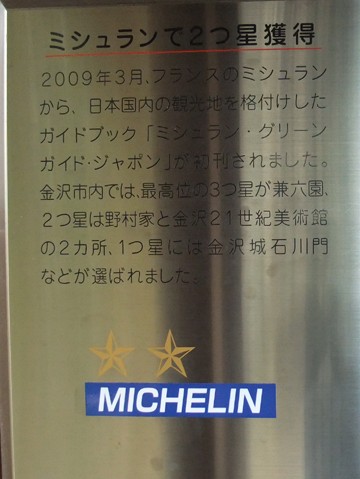 ミシュランで2つ星獲得
2009年3月、フランスのミシュラン
から、日本国内の観光地を格付けした
ガイドブック「ミシュラン・グリーン
ガイド・ジャポン」が初刊されました。
金沢市内では、最高位の3つ星が兼六園、
2つ星は野村家と金沢21世紀美術館
の2カ所、1つ星には金沢城石川門
などが選ばれました。
MICHELIN